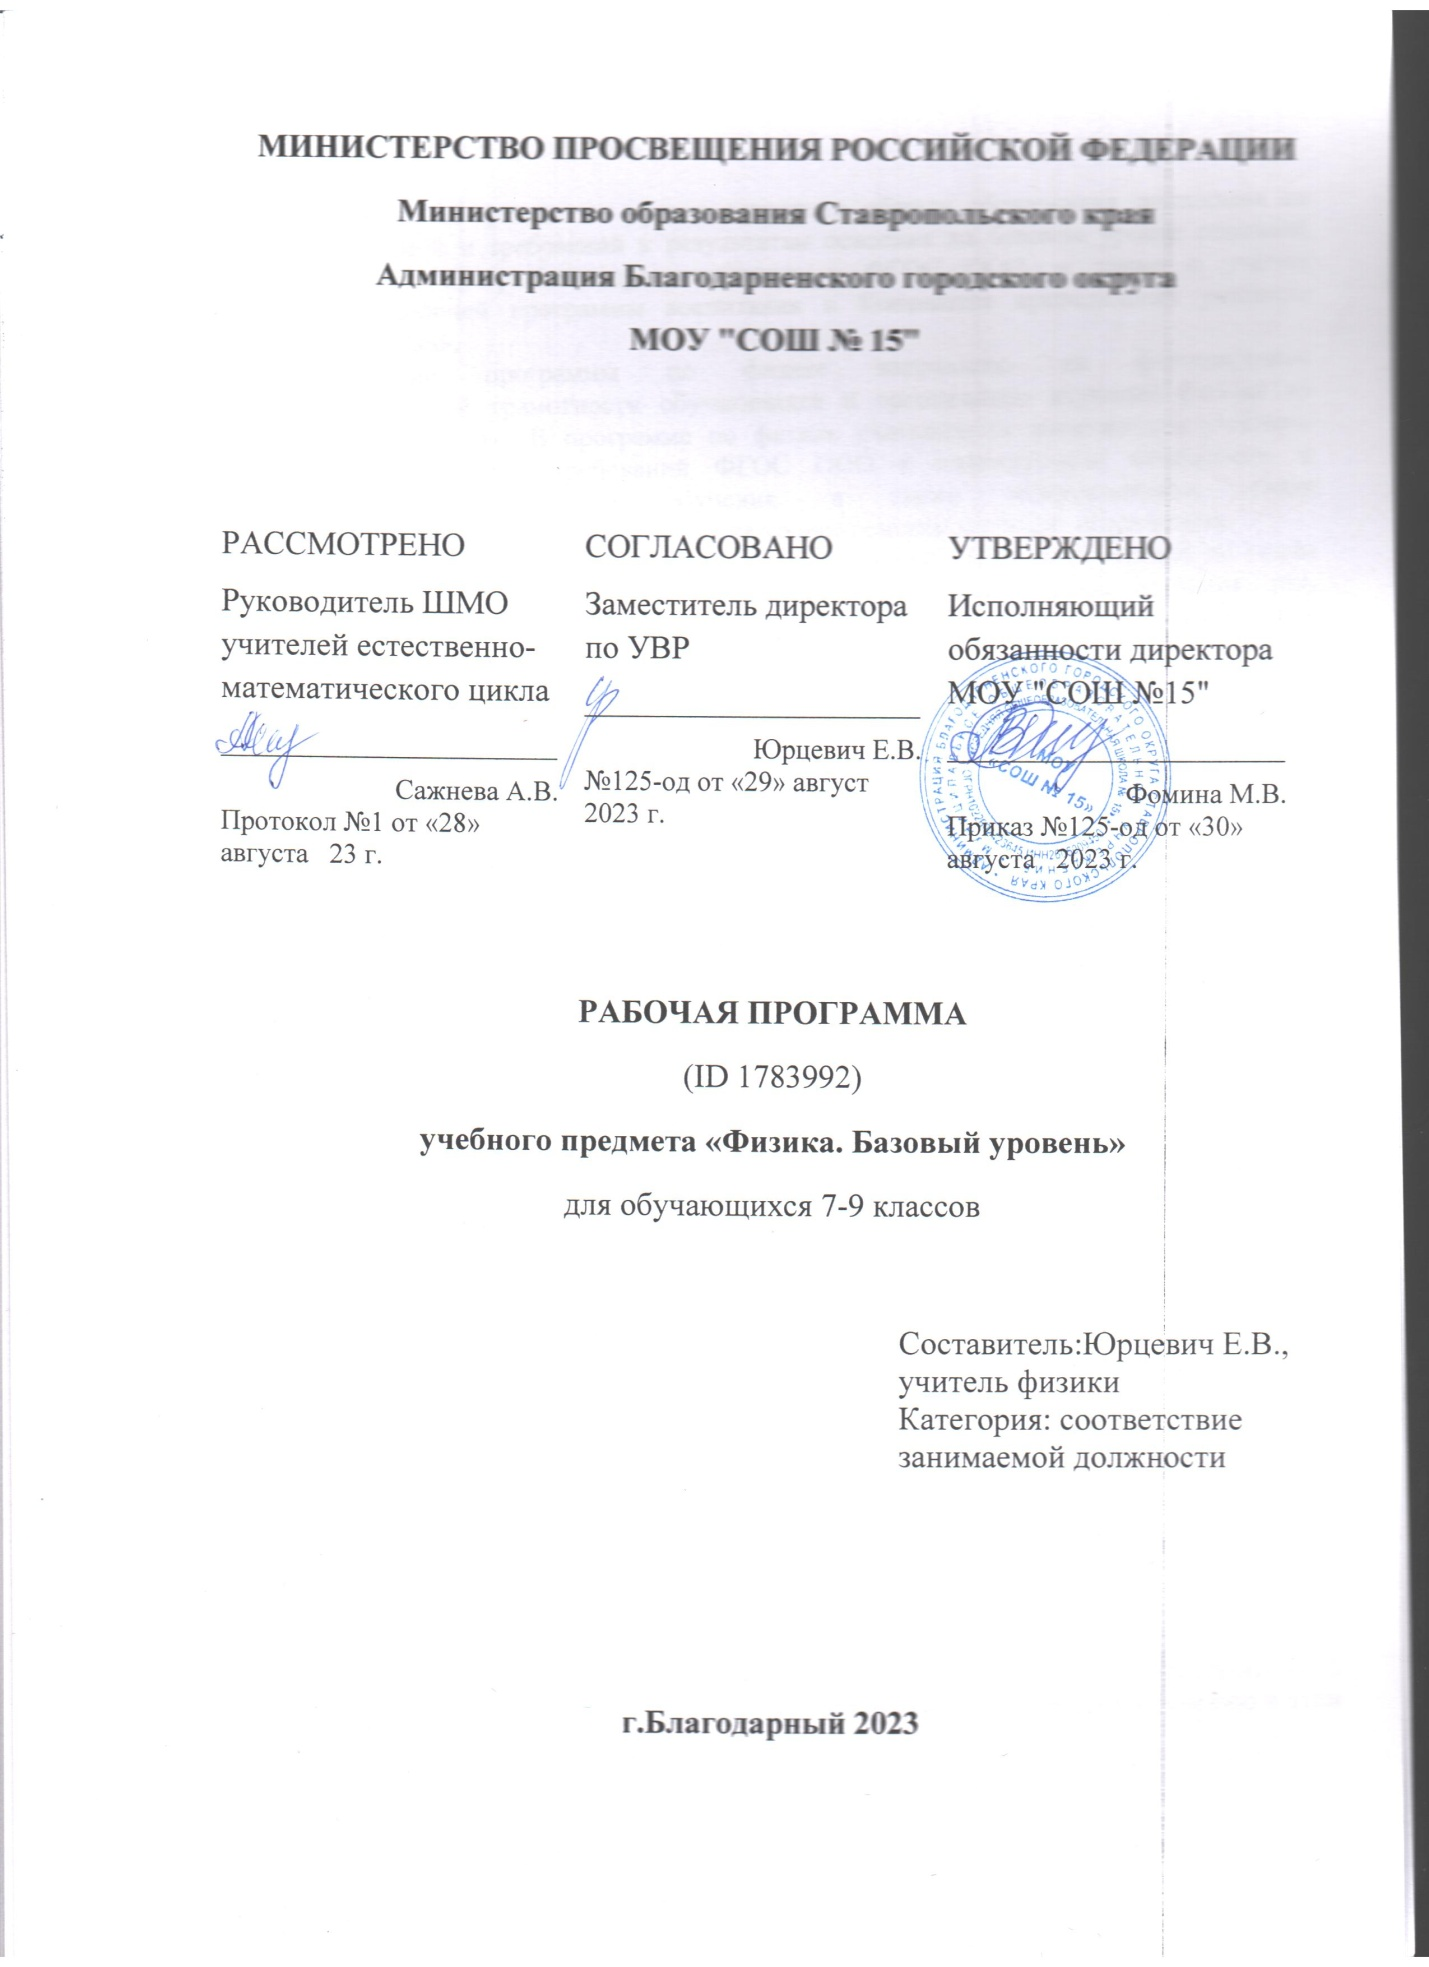 МИНИСТЕРСТВО ПРОСВЕЩЕНИЯ РОССИЙСКОЙ ФЕДЕРАЦИИ
Министерство образования Ставропольского края
Администрация Благодарненского городского округа
МОУ "СОШ № 15"
РАССМОТРЕНО
Руководитель ШМО
учителей естественно-
математического цикла
Сажнева А.В.
Протокол №1 от «28»
августа 23 г.
СОГЛАСОВАНО
Заместитель директора
по УВР
Юрцевич Е.В.
№125-од от «29» август
2023 г.
УТВЕРЖДЕНО
Исполняющий
обязанности директора
МОУ "СОШ №15"
Фомина М.В.
Приказ №125-од от «30»
августа 2023 г.
МОУ
«СОШ № 15»
РАБОЧАЯ ПРОГРАММА
(ID 1783992)
учебного предмета «Физика. Базовый уровень»
для обучающихся 7-9 классов
Составитель:Юрцевич Е.В.,
учитель физики
Категория: соответствие
занимаемой должности
г.Благодарный 2023